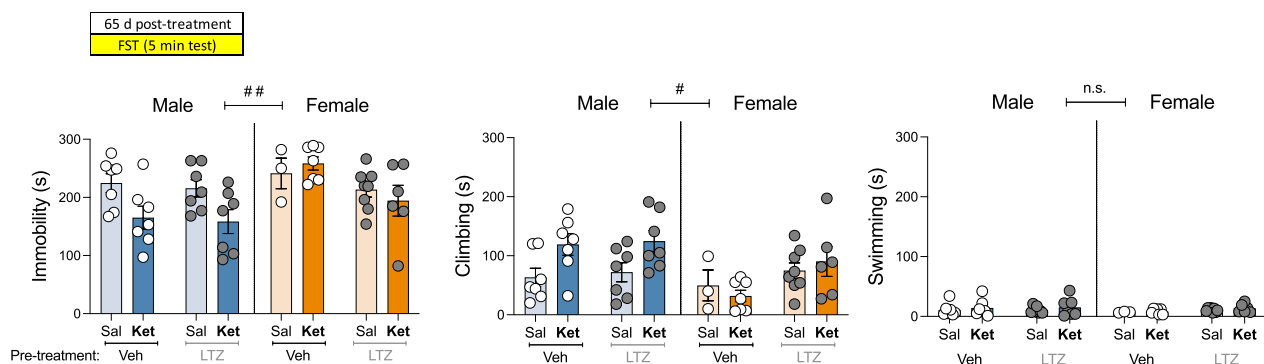 65 d post-treatment
FST (5 min test)
Male ## Female
Immobility (s)
300
200
100
0
Sal Ket Sal Ket Sal Ket Sal Ket
Pre-treatment: Veh LTZ Veh LTZ
Male # Female
Climbing (s)
300
200
100
0
Sal Ket Sal Ket Sal Ket Sal Ket
Veh LTZ Veh LTZ
Male n.s. Female
Swimming (s)
300
200
100
0
Sal Ket Sal Ket Sal Ket Sal Ket
Veh LTZ Veh LTZ